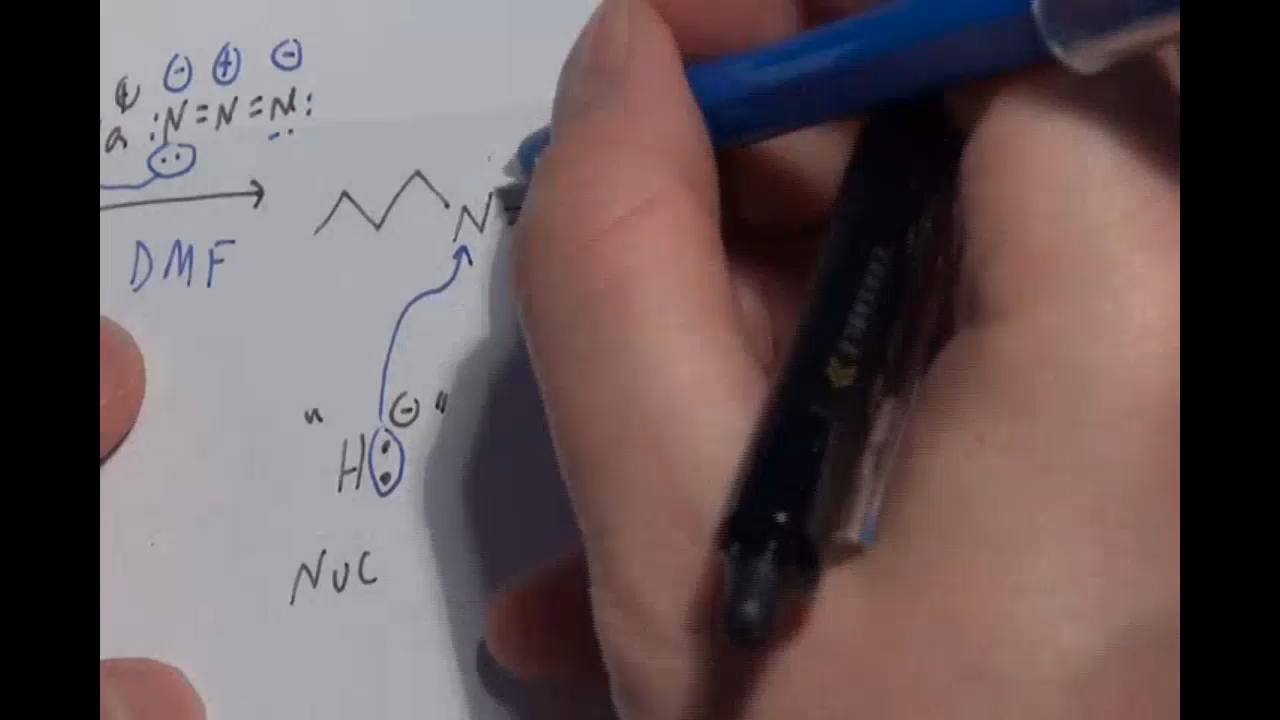 :N=N=N:
DMF
N
" H:⊖ "
NUC